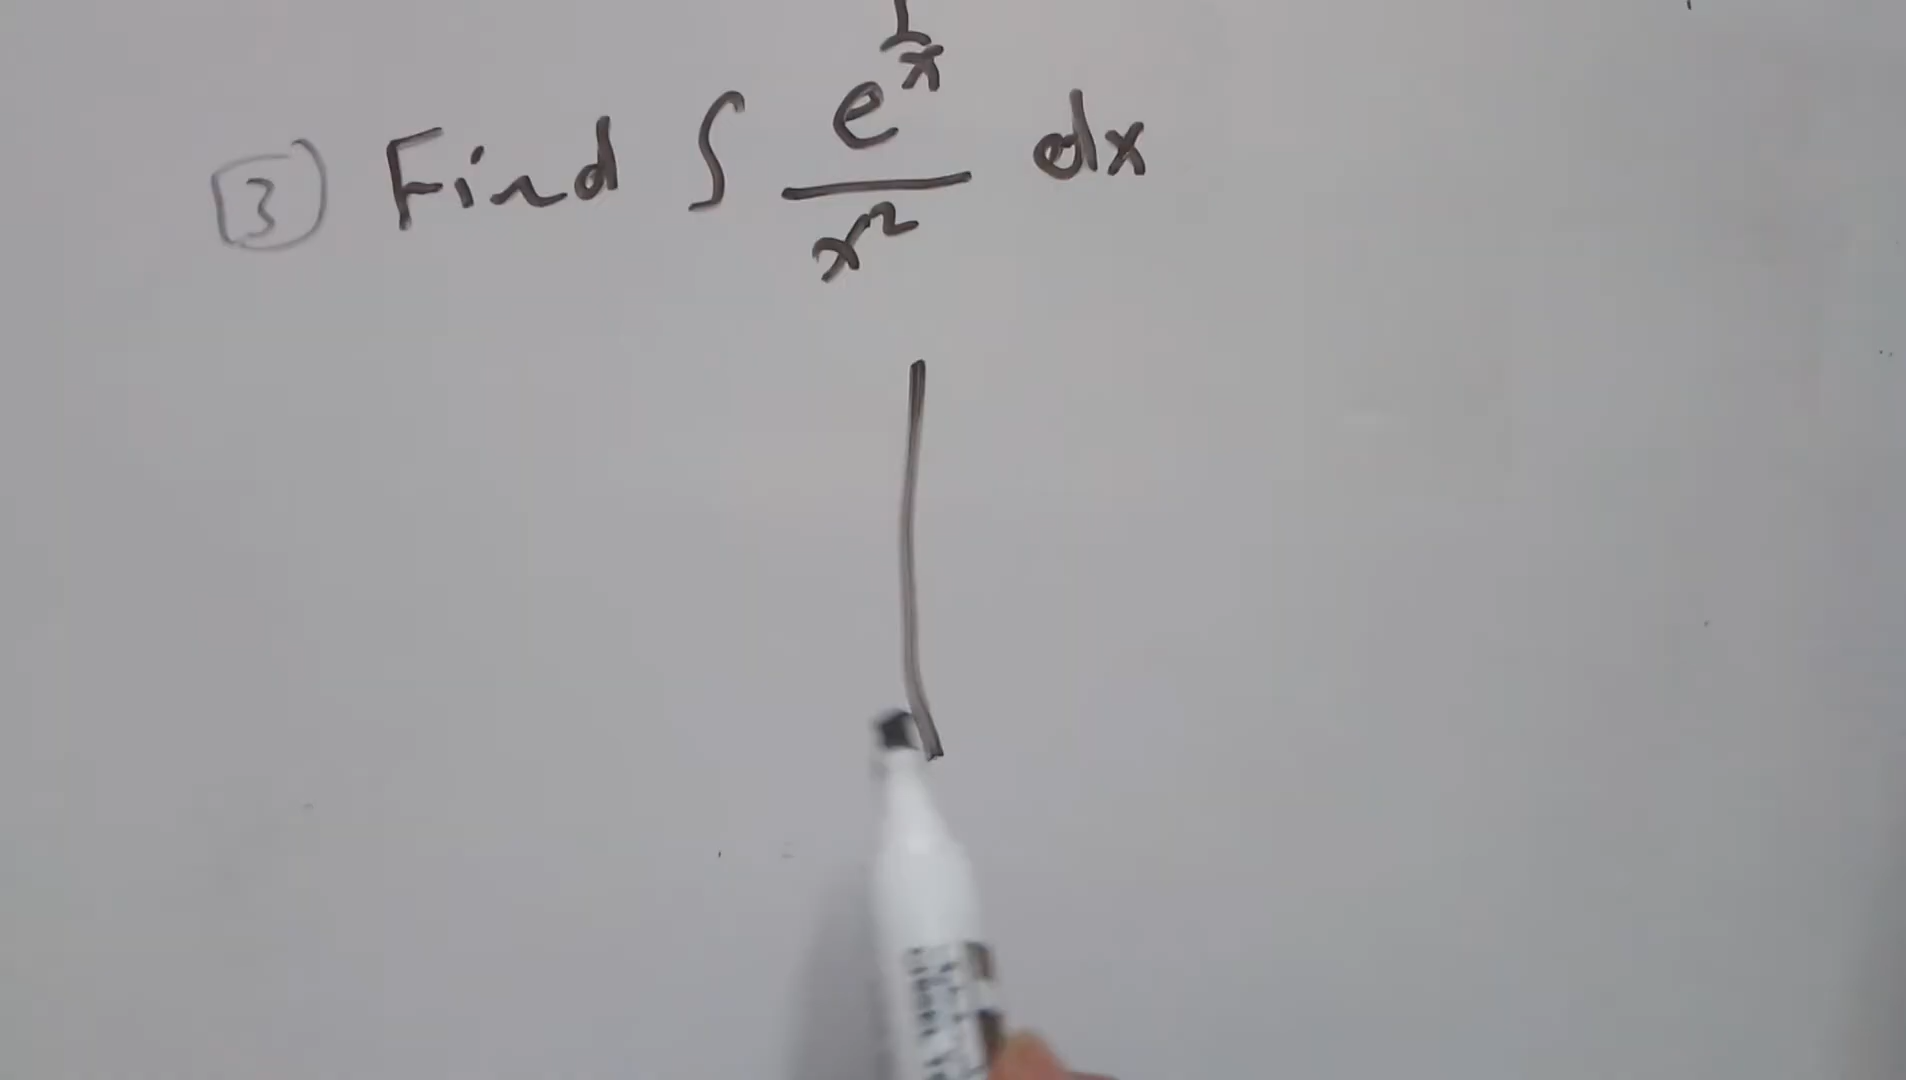 3 Find ∫ e^(1/x) / x² dx